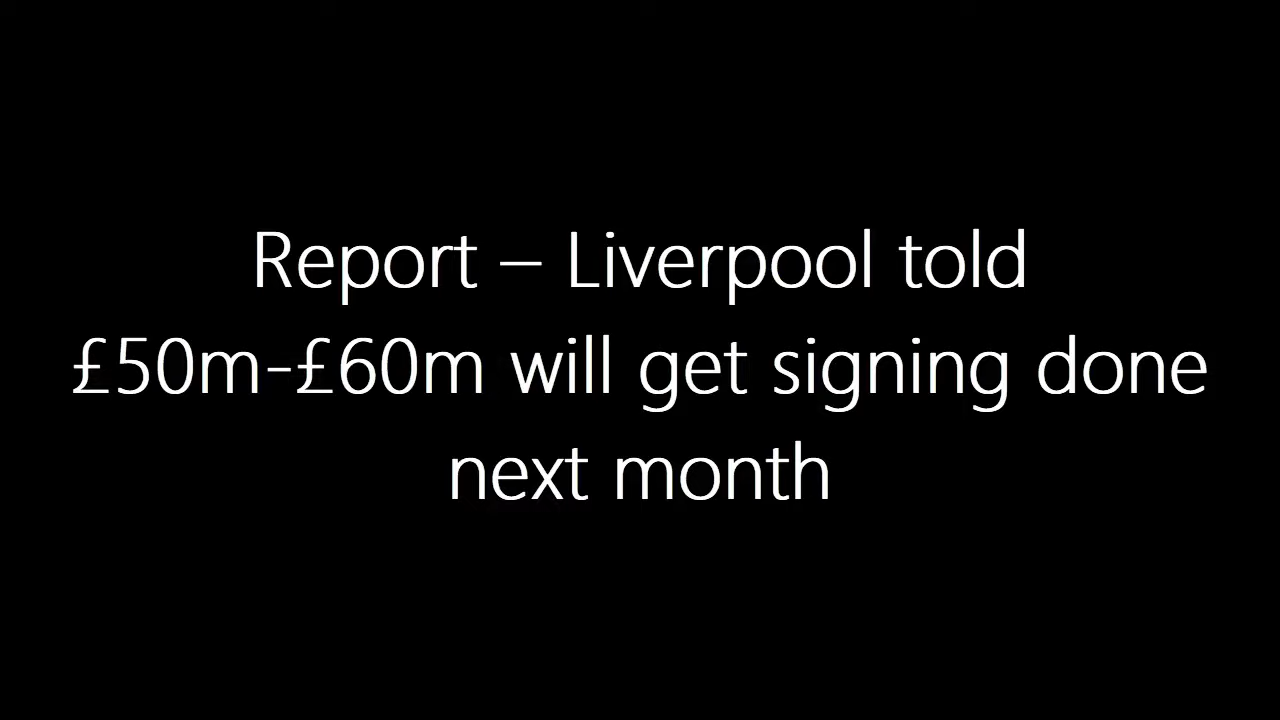 Report – Liverpool told
£50m-£60m will get signing done
next month